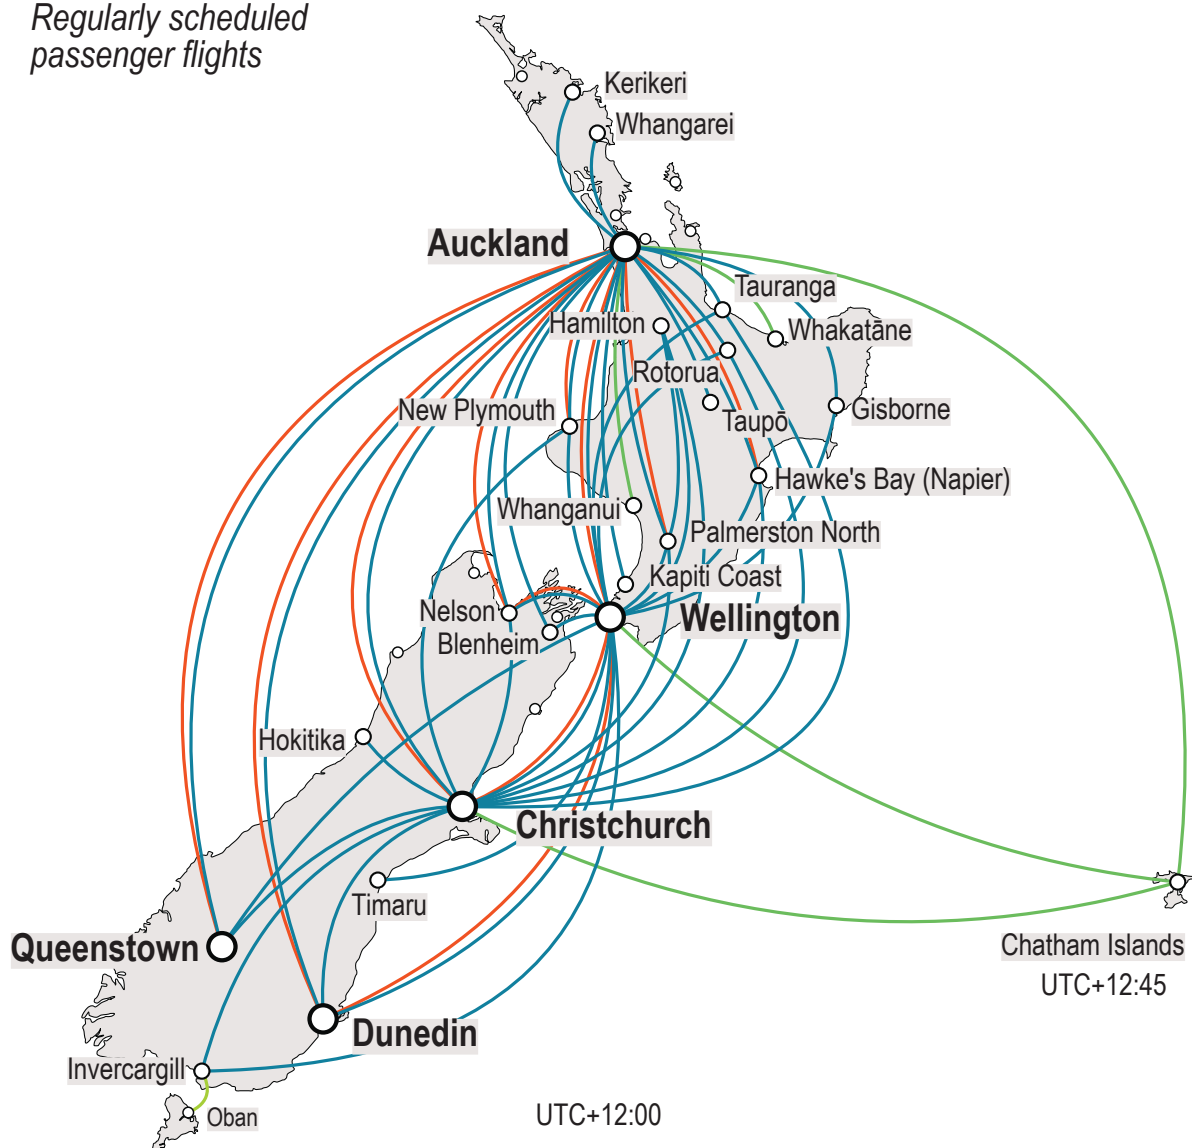 Regularly scheduled
passenger flights
Kerikeri
Whangarei
Auckland
Tauranga
Hamilton
Whakatāne
Rotorua
New Plymouth
Taupō
Gisborne
Hawke's Bay (Napier)
Whanganui
Palmerston North
Kapiti Coast
Nelson
Wellington
Blenheim
Hokitika
Christchurch
Timaru
Queenstown
Chatham Islands
UTC+12:45
Dunedin
Invercargill
Oban
UTC+12:00